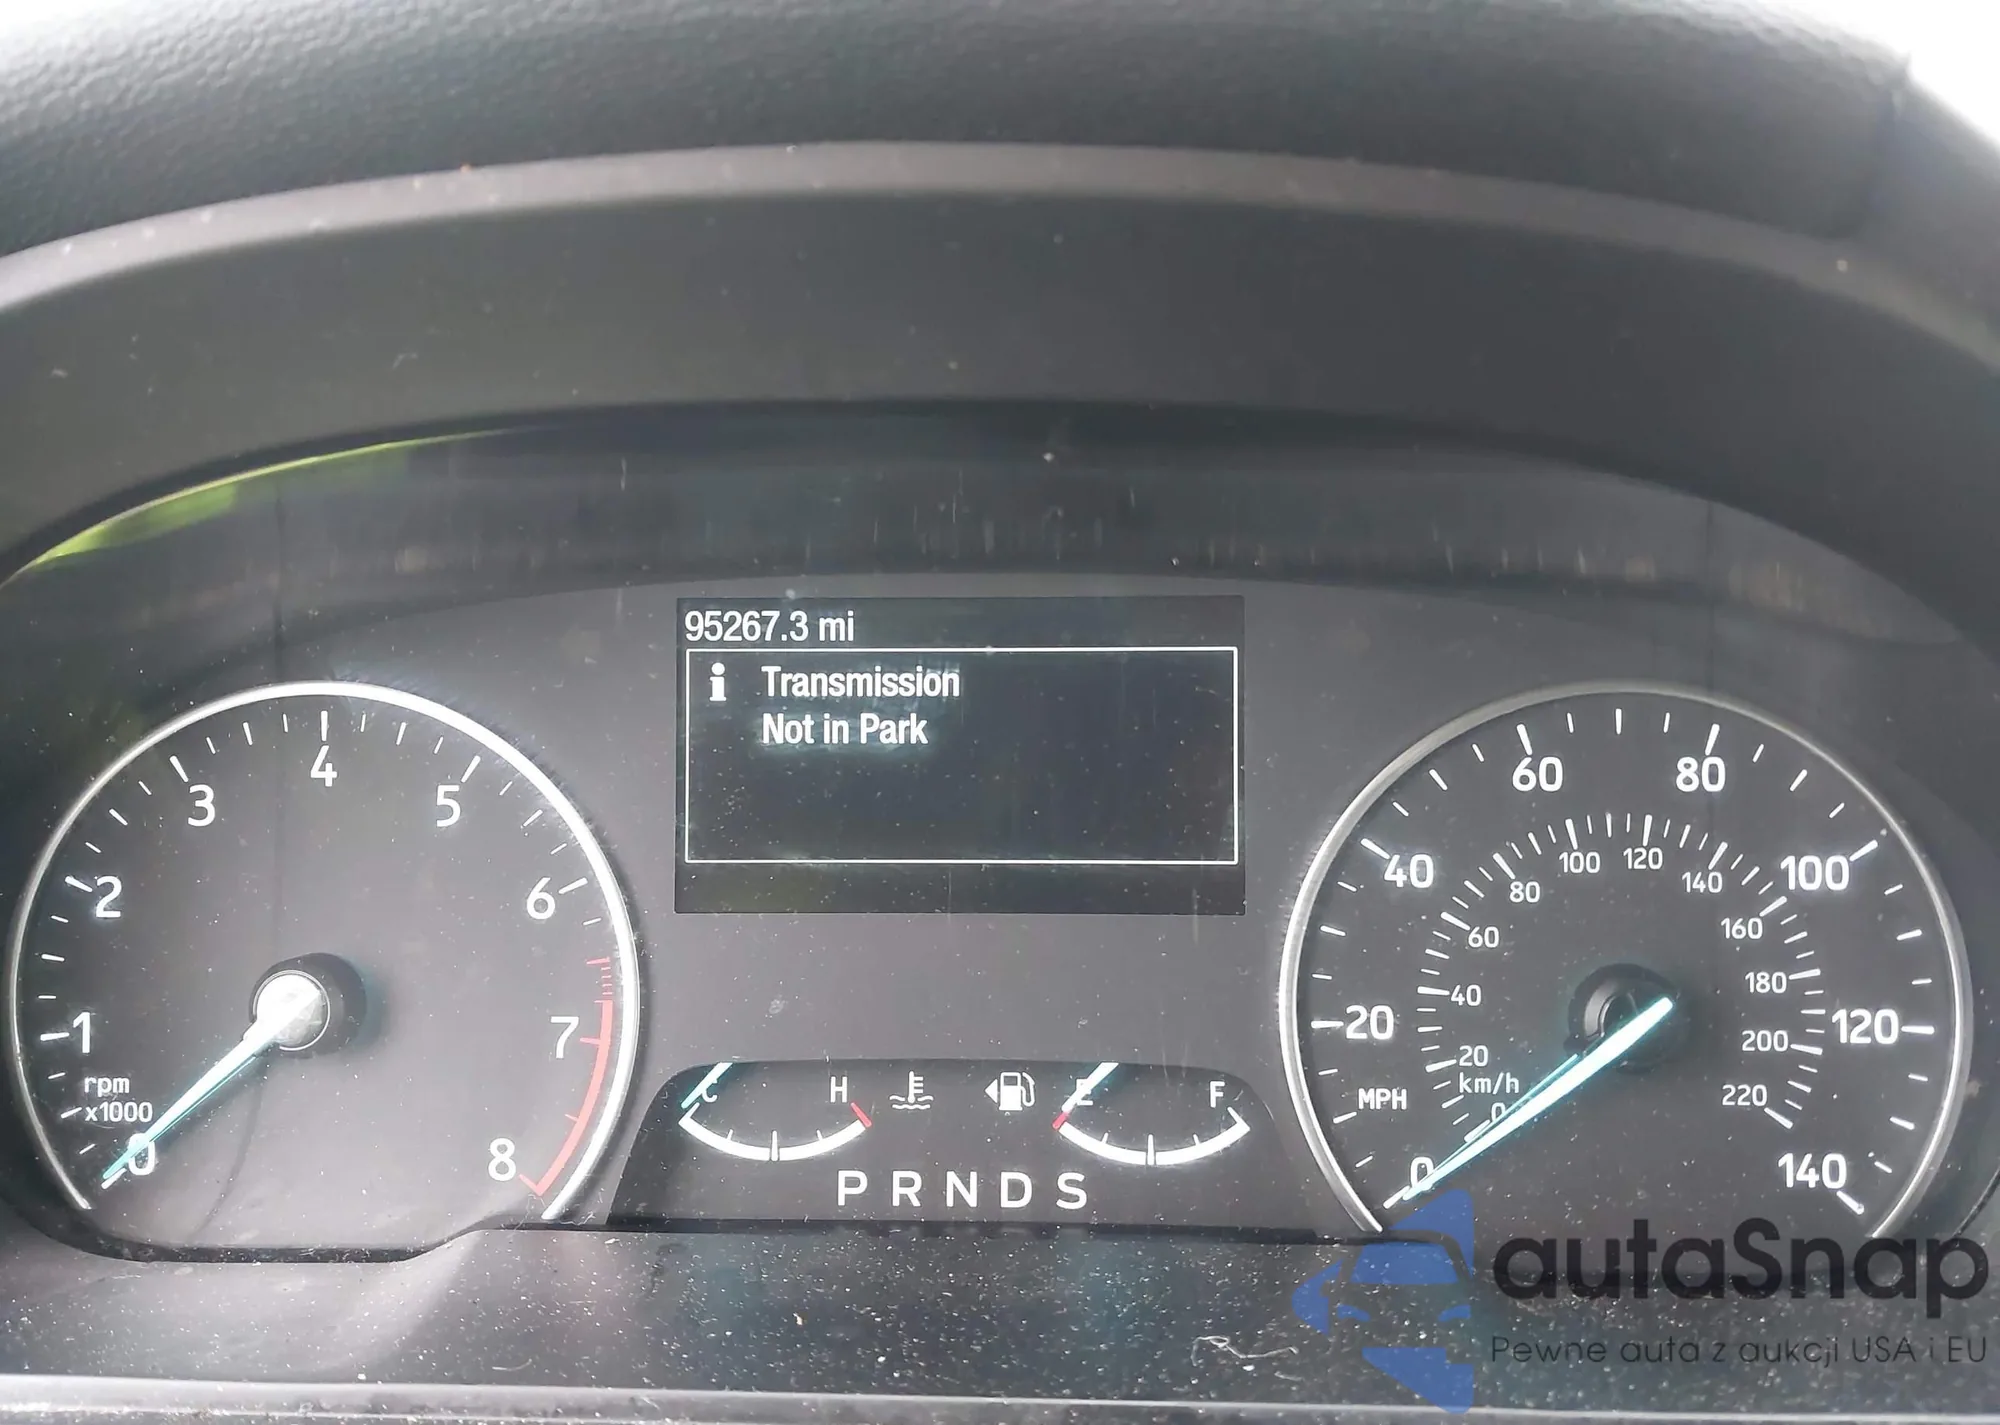 95267.3 mi
i Transmission
Not in Park
0 1 2 3 4 5 6 7 8
rpm
x1000
C H
E F
P R N D S
0 20 40 60 80 100 120 140
MPH
0 20 40 60 80 100 120 140 160 180 200 220
km/h
autaSnap
Pewne auta z aukcji USA i EU